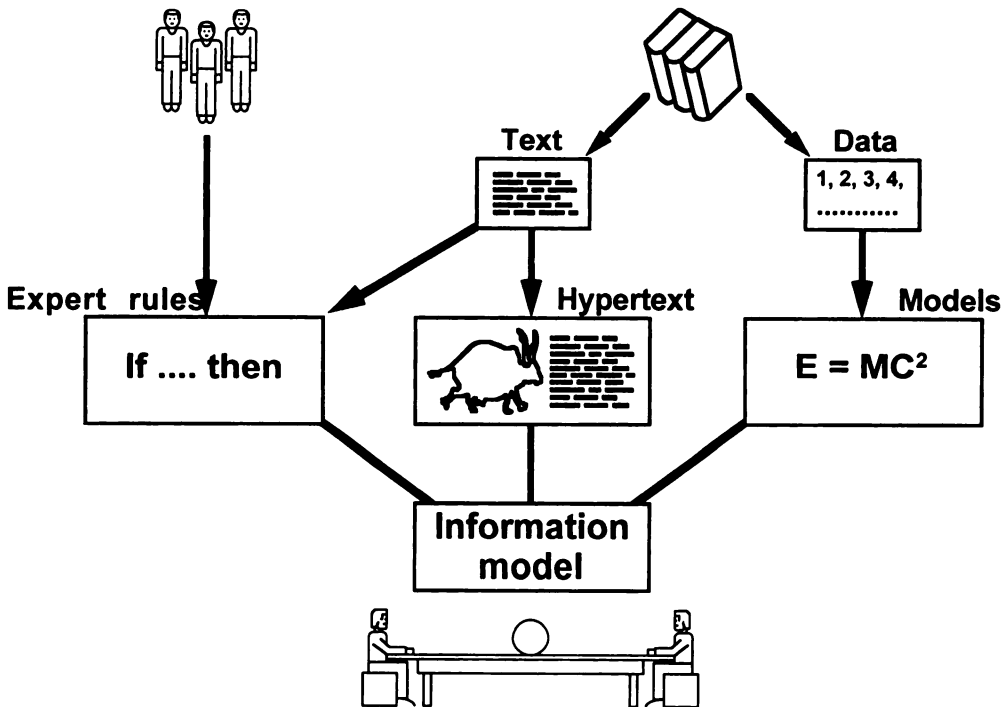 Text
Data
1, 2, 3, 4,
...........
Expert rules
Hypertext
Models
If .... then
E = MC²
Information
model